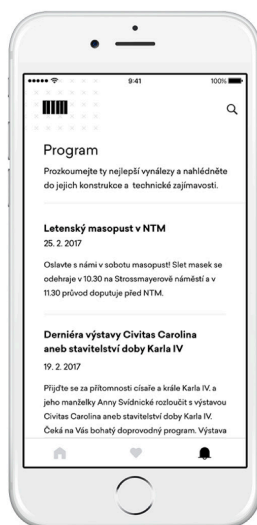 9:41
100%
Program
Prozkoumejte ty nejlepší vynálezy a nahlédněte
do jejich konstrukce a technické zajímavosti.
Letenský masopust v NTM
25. 2. 2017
Oslavte s námi v sobotu masopust! Slet masek se
odehraje v 10.30 na Strossmayerově náměstí a v
11.30 průvod doputuje před NTM.
Derniéra výstavy Civitas Carolina
aneb stavitelství doby Karla IV
19. 2. 2017
Přijďte se za přítomnosti císaře a krále Karla IV. a
jeho manželky Anny Svídnické rozloučit s výstavou
Civitas Carolina aneb stavitelství doby Karla IV.
Čeká na Vás bohatý doprovodný program. Výstava